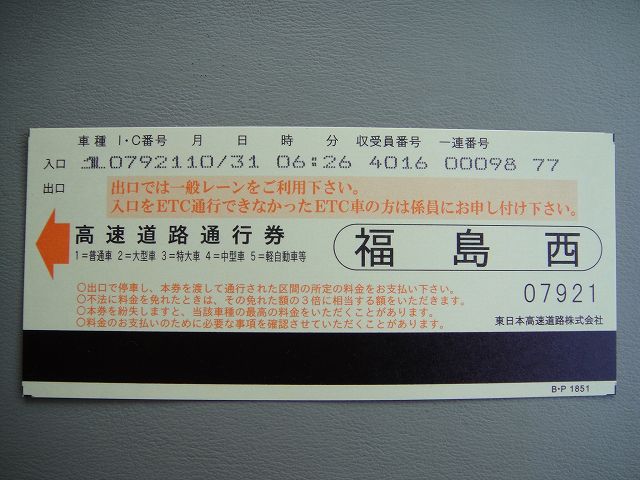 車種 I・C番号 月 日 時 分 収受員番号 一連番号
入口 1 07921 10/31 06:26 4016 00098 77
出口 出口では一般レーンをご利用下さい。
入口をETC通行できなかったETC車の方は係員にお申し付け下さい。
高速道路通行券
1=普通車 2=大型車 3=特大車 4=中型車 5=軽自動車等
福島西
07921
○出口で停車し、本券を渡して通行された区間の所定の料金をお支払い下さい。
○不法に料金を免れたときは、その免れた額の3倍に相当する額をいただきます。
○本券を紛失しますと、当該車種の最高の料金をいただくことがあります。
○料金のお支払いのために必要な事項を確認させていただくことがあります。
東日本高速道路株式会社
B・P 1851